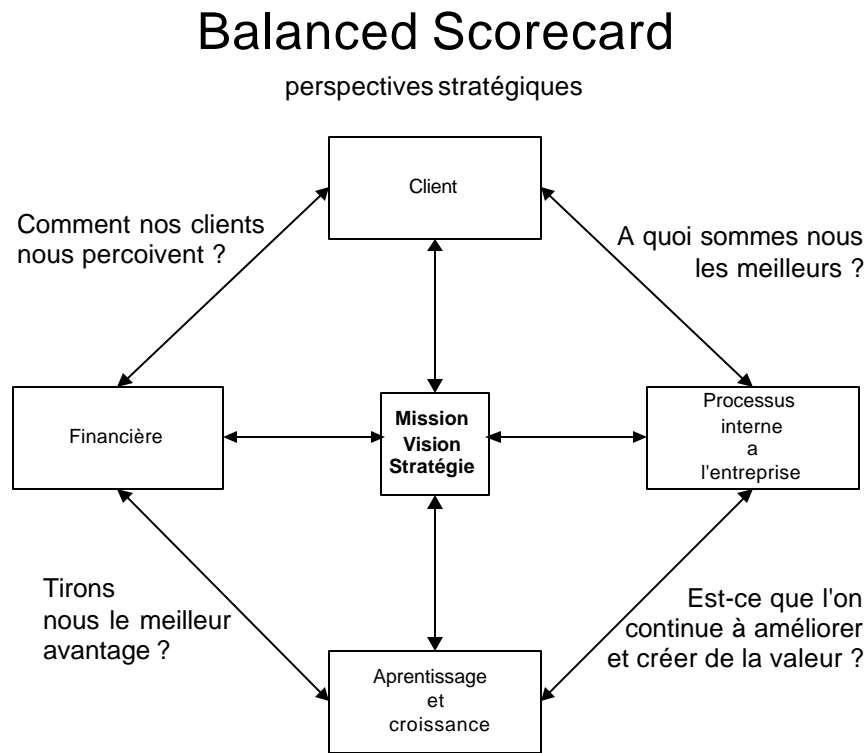 Balanced Scorecard
perspectives stratégiques
Client
Comment nos clients
nous percoivent ?
A quoi sommes nous
les meilleurs ?
Financière
Mission
Vision
Stratégie
Processus
interne
a
l'entreprise
Tirons
nous le meilleur
avantage ?
Est-ce que l'on
continue à améliorer
et créer de la valeur ?
Aprentissage
et
croissance